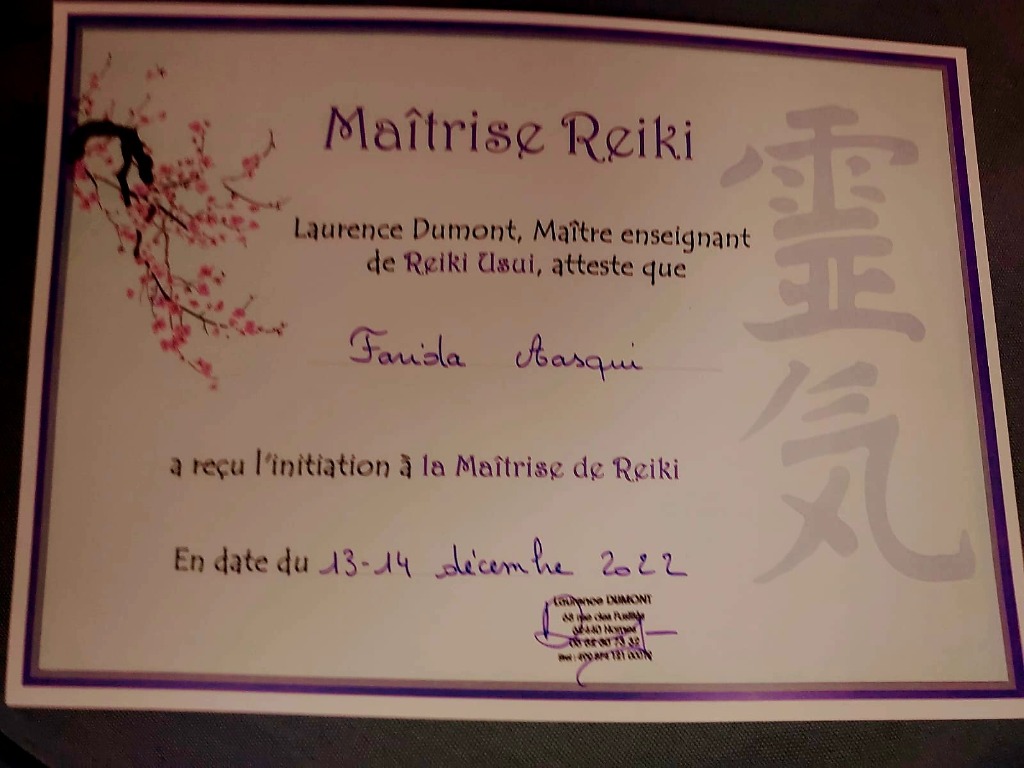 Maîtrise Reiki
Laurence Dumont, Maître enseignant
de Reiki Usui, atteste que
Farida Aasqui
a reçu l'initiation à la Maîtrise de Reiki
En date du 13-14 décembre 2022
Laurence DUMONT
靈
気